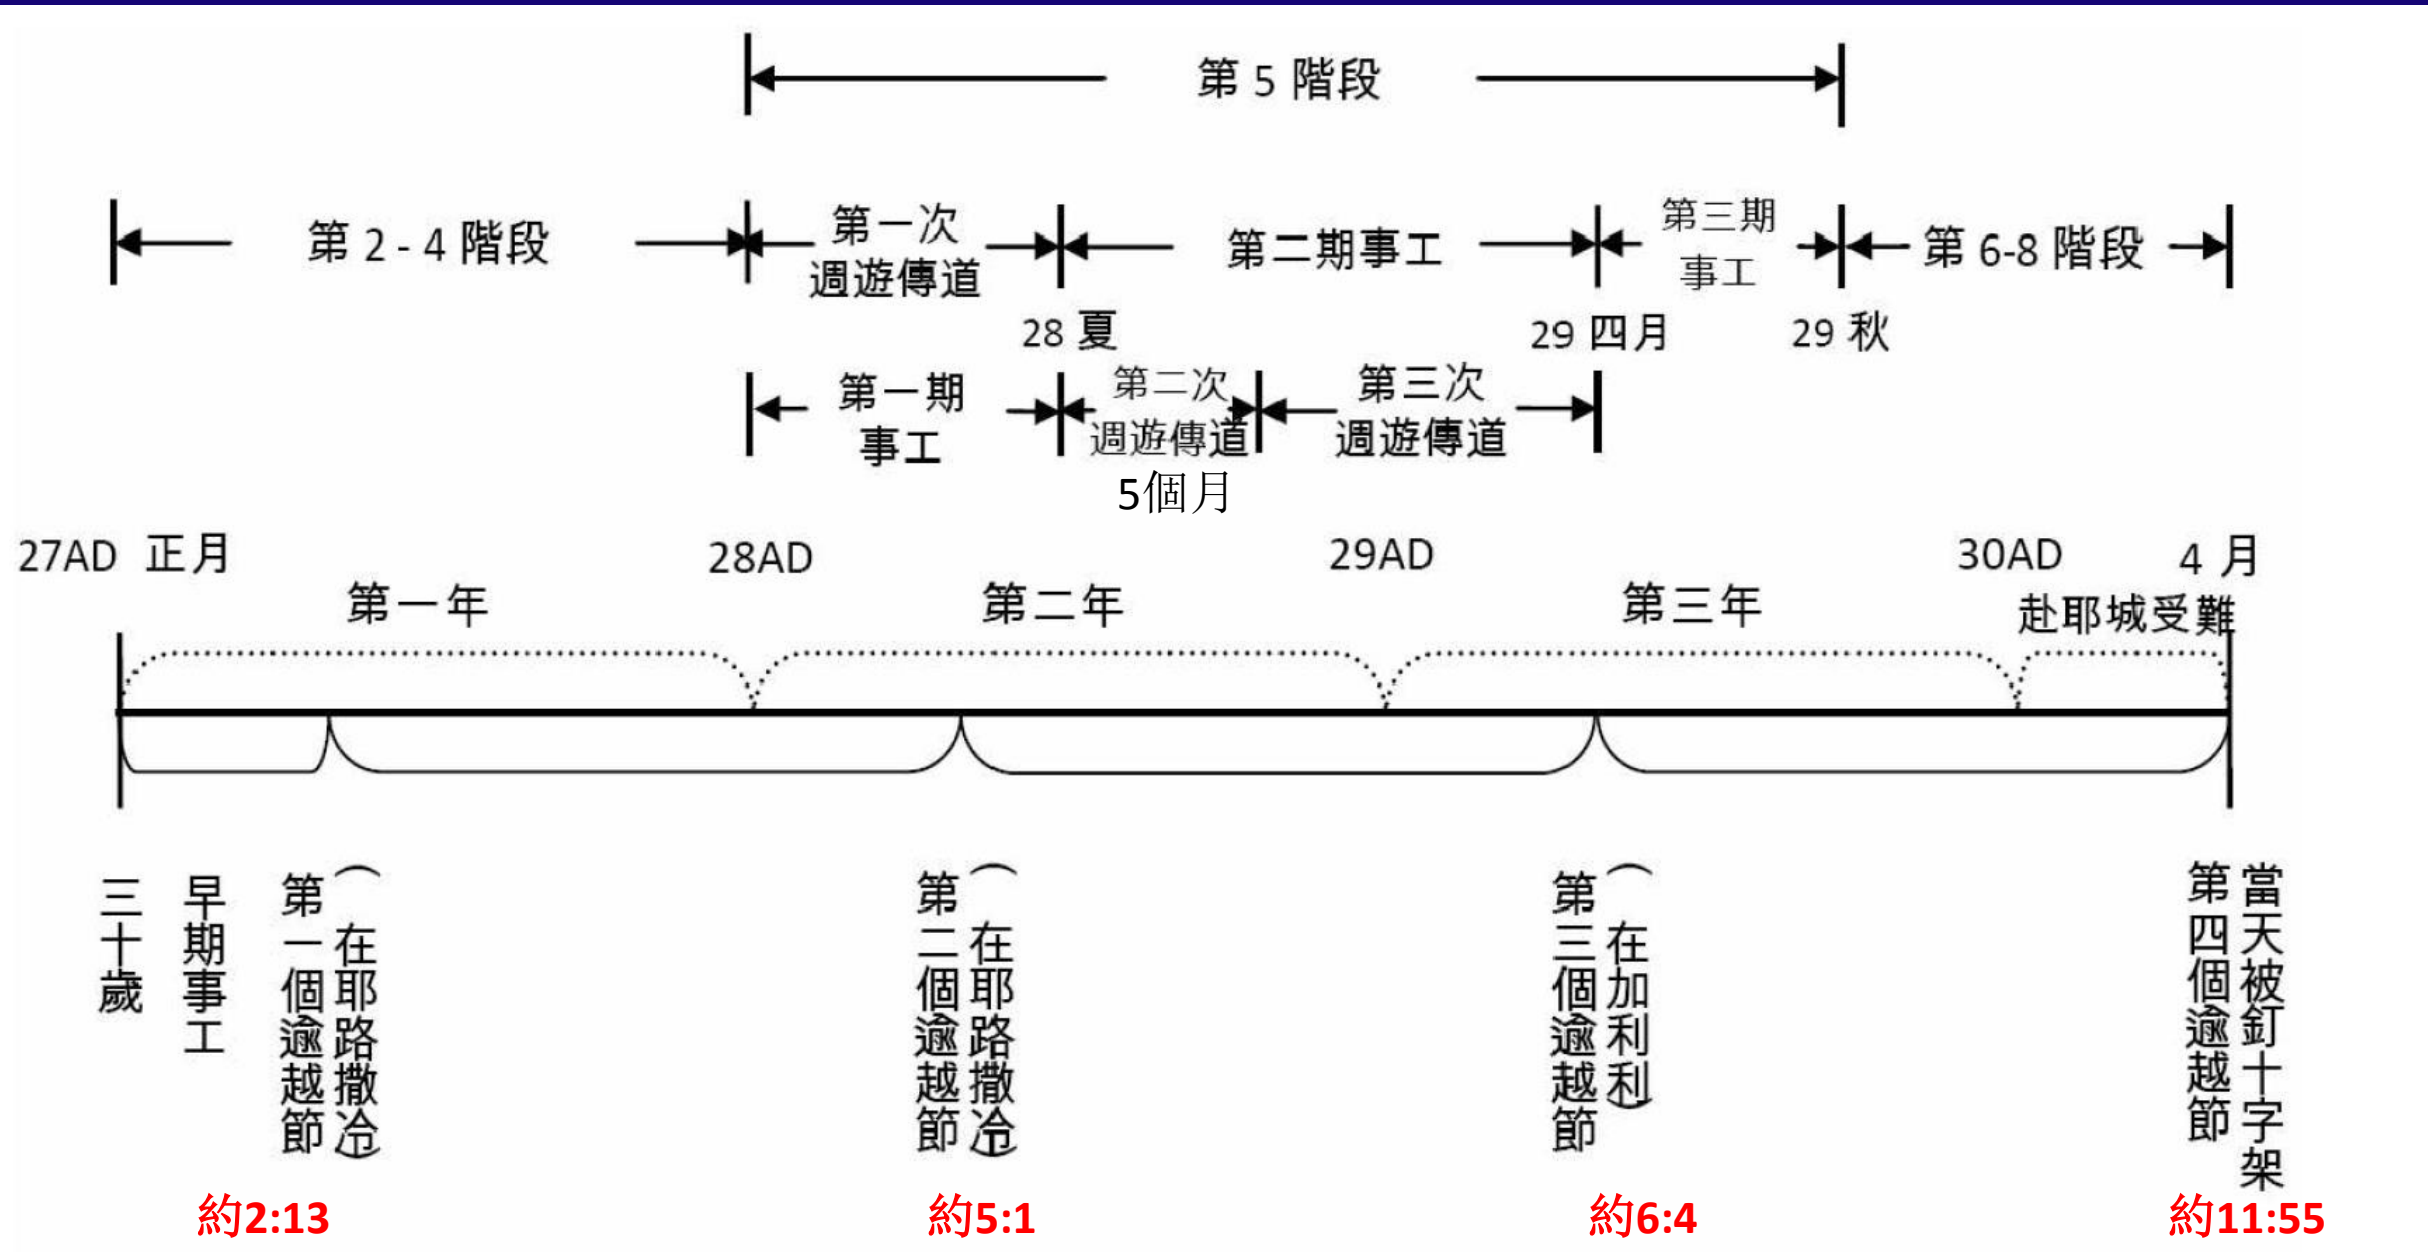 第 5 階段
第 2 - 4 階段
第一次
週遊傳道
第二期事工
第三期
事工
第 6-8 階段
28 夏
29 四月
29 秋
第一期
事工
第二次
週遊傳道
5個月
第三次
週遊傳道
27AD 正月
28AD
29AD
30AD
4 月
第一年
第二年
第三年
赴耶城受難
三十歲
早期事工
第一個逾越節
（在耶路撒冷）
第二個逾越節
（在耶路撒冷）
第三個逾越節
（在加利利）
第四個逾越節
當天被釘十字架
約2:13
約5:1
約6:4
約11:55